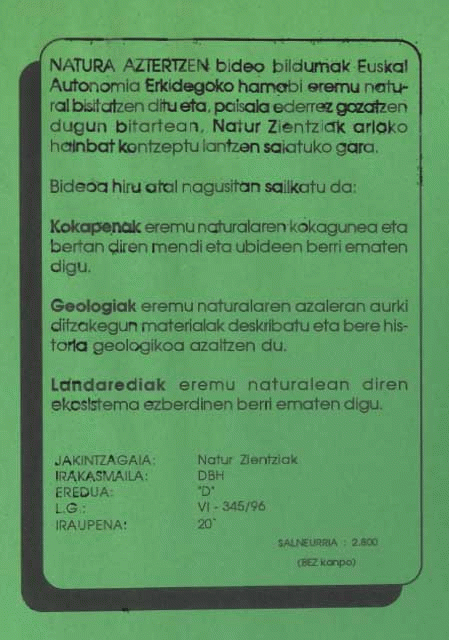 NATURA AZTERTZEN bideo bildumak Euskal
Autonomia Erkidegoko hamabi eremu natu-
ral bisitatzen ditu eta, paisaia ederrez gozatzen
dugun bitartean, Natur Zientziak arloko
hainbat kontzeptu lantzen saiatuko gara.
Bideoa hiru atal nagusitan sailkatu da:
Kokapenak eremu naturalaren kokagunea eta
bertan diren mendi eta ubideen berri ematen
digu.
Geologiak eremu naturalaren azaleran aurki
ditzakegun materialak deskribatu eta bere his-
toria geologikoa azaltzen du.
Landarediak eremu naturalean diren
ekosistema ezberdinen berri ematen digu.
JAKINTZAGAIA: Natur Zientziak
IRAKASMAILA: DBH
EREDUA: "D"
L.G.: VI - 345/96
IRAUPENA: 20'
SALNEURRIA : 2.800
(BEZ kanpo)